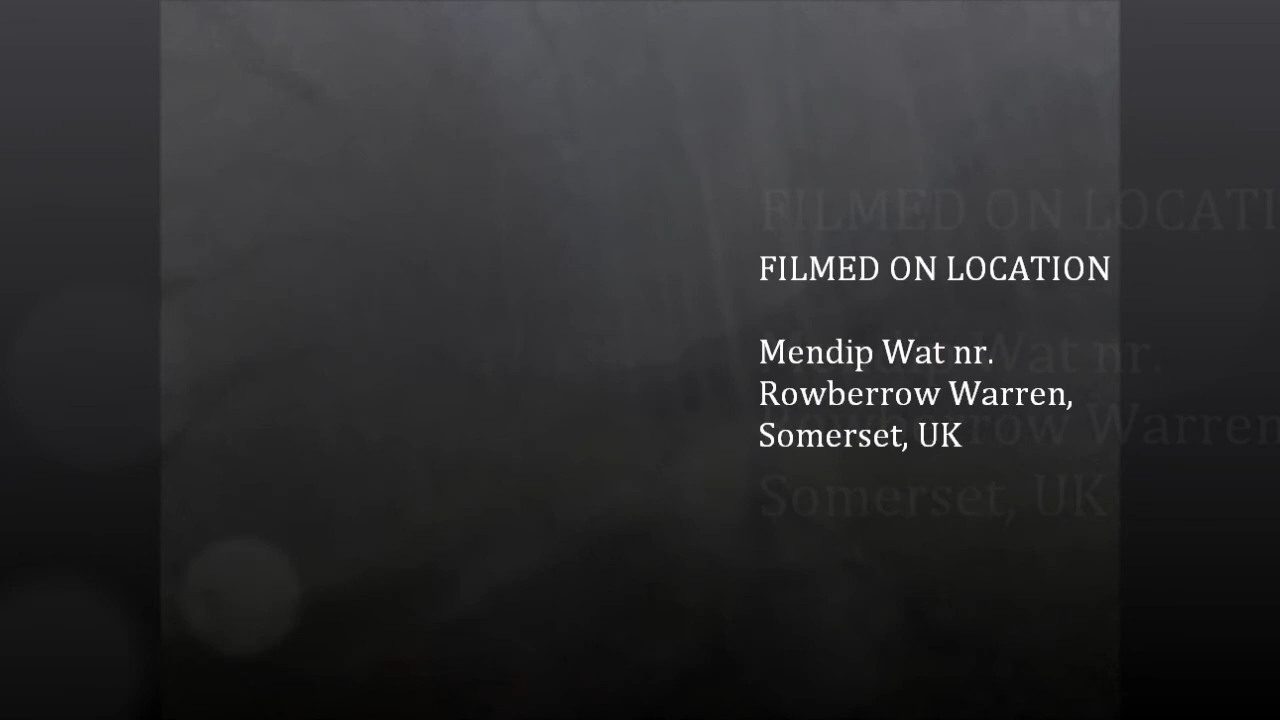 FILMED ON LOCATION
Mendip Wat nr.
Rowberrow Warren,
Somerset, UK